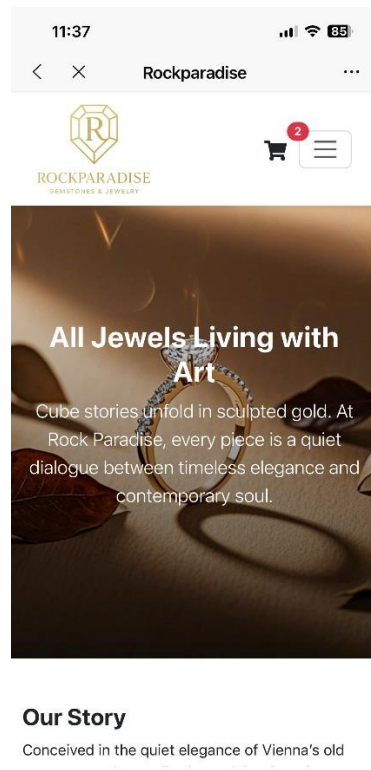 11:37
85
Rockparadise
2
R
ROCKPARADISE
GEMSTONES & JEWELRY
All Jewels Living with
Art
Cube stories unfold in sculpted gold. At
Rock Paradise, every piece is a quiet
dialogue between timeless elegance and
contemporary soul.
Our Story
Conceived in the quiet elegance of Vienna’s old